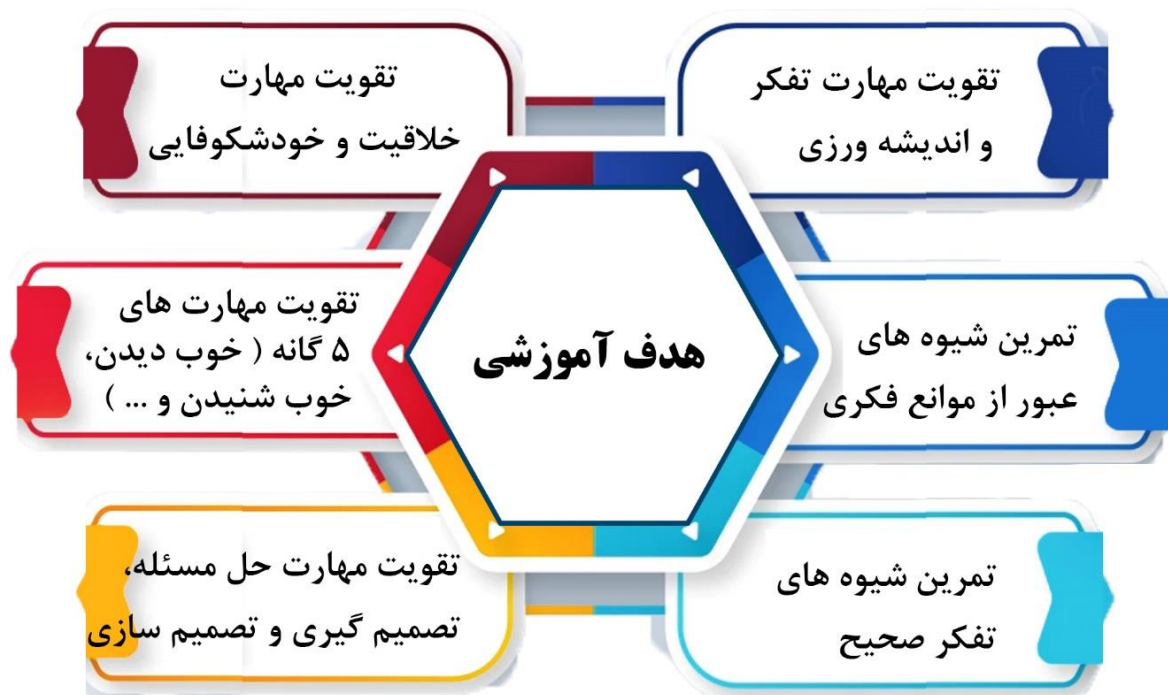 هدف آموزشی
تقویت مهارت تفکر
و اندیشه ورزی
تمرین شیوه های
عبور از موانع فکری
تمرین شیوه های
تفکر صحیح
تقویت مهارت
خلاقیت و خودشکوفایی
تقویت مهارت های
۵ گانه ( خوب دیدن،
خوب شنیدن و ... )
تقویت مهارت حل مسئله،
تصمیم گیری و تصمیم سازی